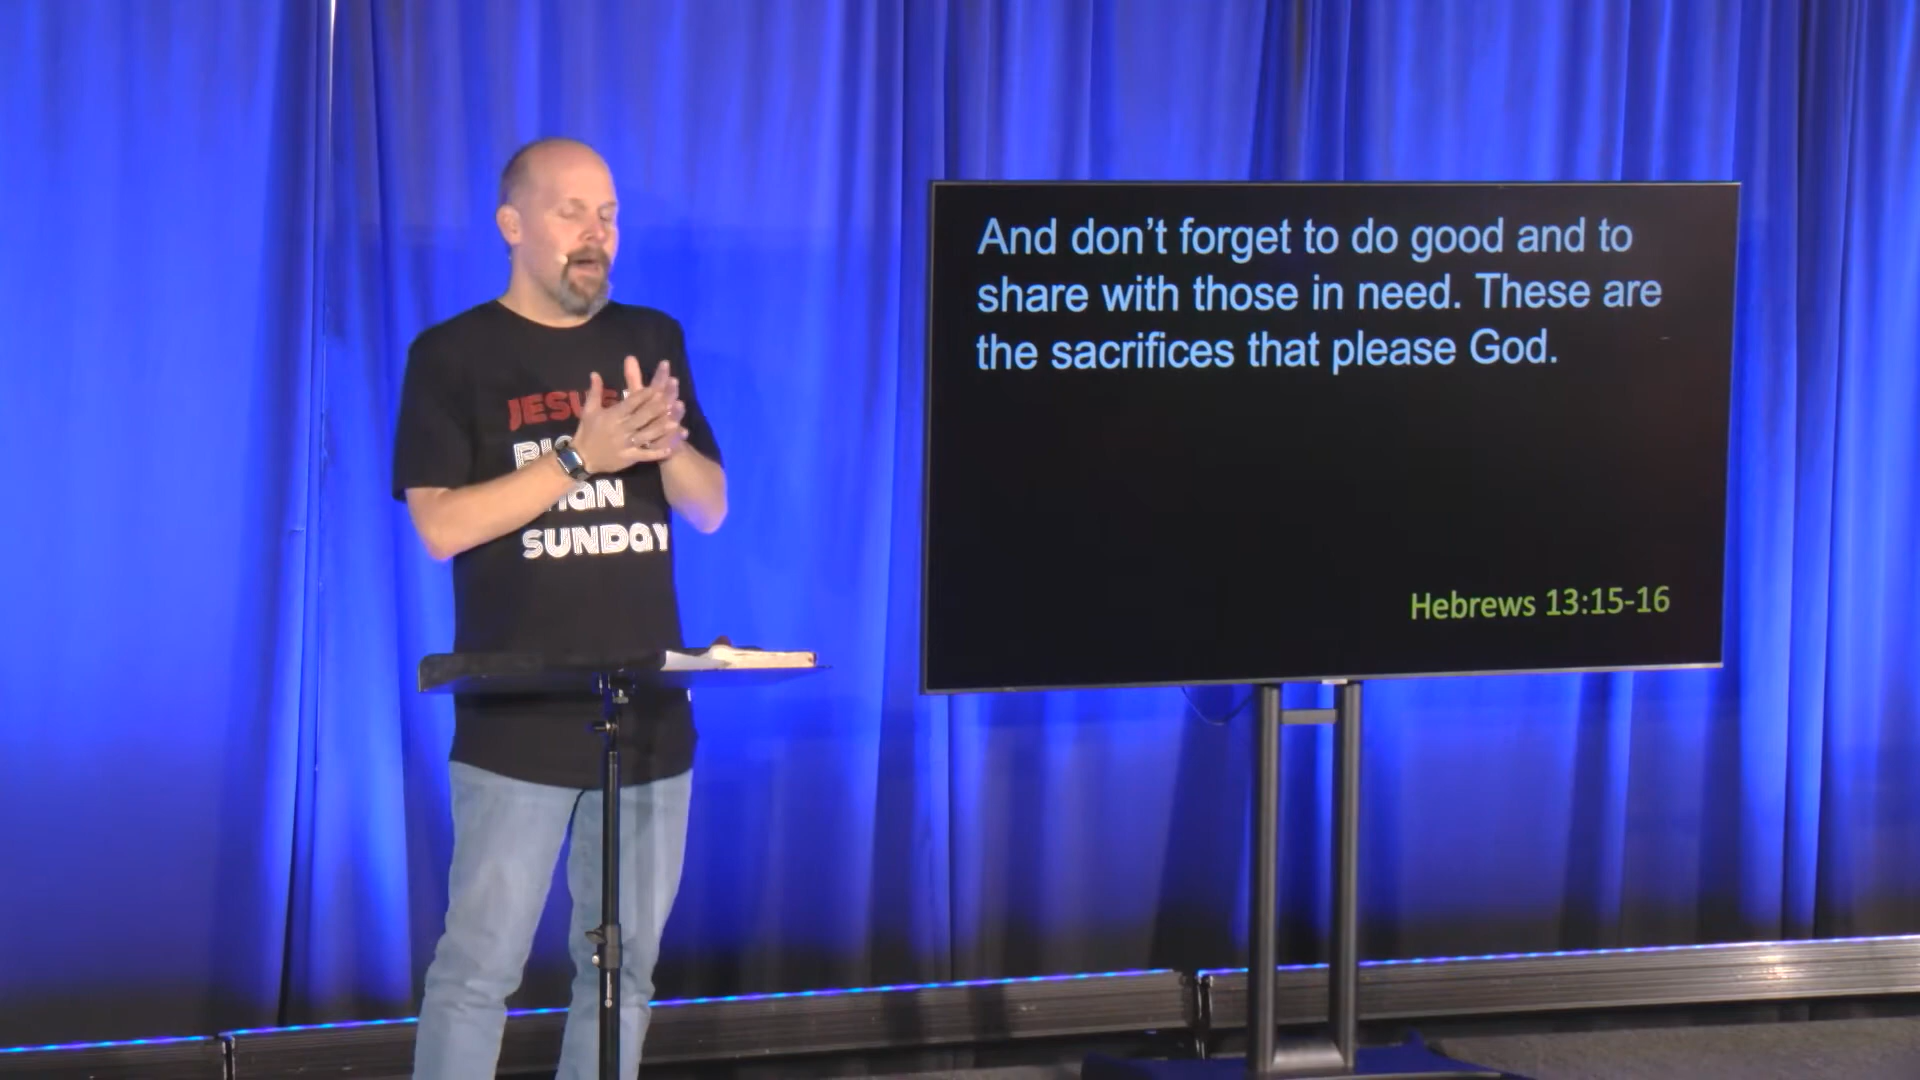 JESUS
SUNDAY
And don’t forget to do good and to
share with those in need. These are
the sacrifices that please God.
Hebrews 13:15-16